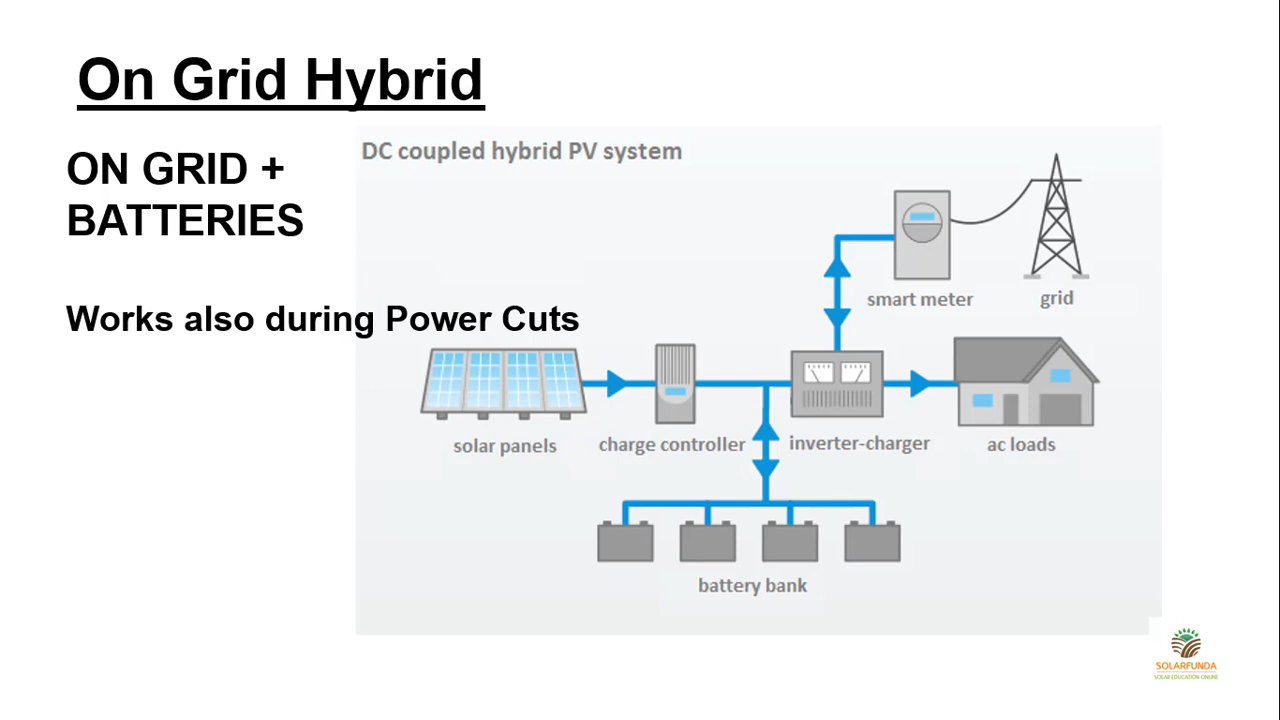 On Grid Hybrid
ON GRID +
BATTERIES
Works also during Power Cuts
DC coupled hybrid PV system
smart meter
grid
solar panels
charge controller
inverter-charger
ac loads
battery bank
SOLARFUNDA
SOLAR EDUCATION ONLINE